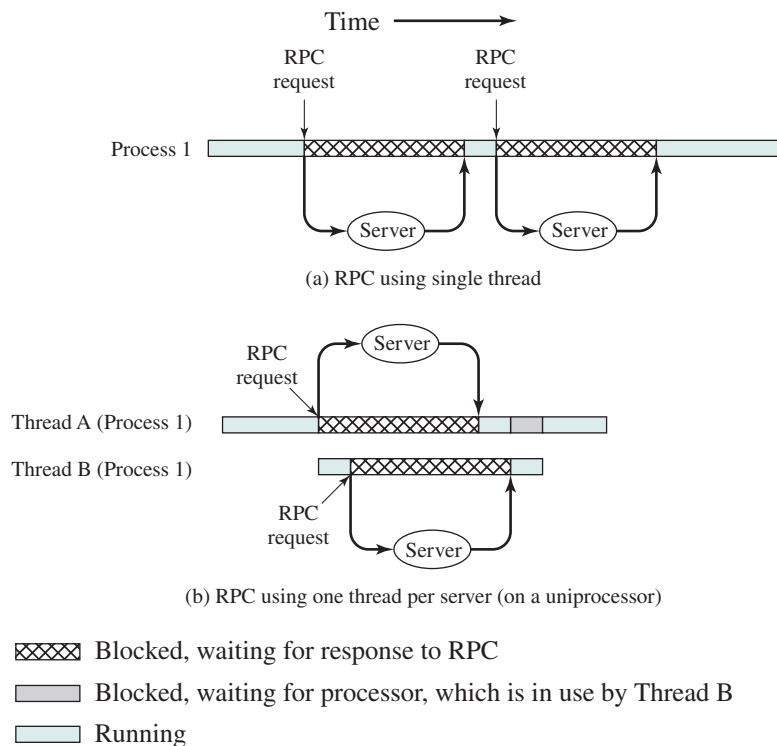 Time
RPC
request
RPC
request
Process 1
Server
Server
(a) RPC using single thread
Server
RPC
request
Thread A (Process 1)
Thread B (Process 1)
RPC
request
Server
(b) RPC using one thread per server (on a uniprocessor)
Blocked, waiting for response to RPC
Blocked, waiting for processor, which is in use by Thread B
Running